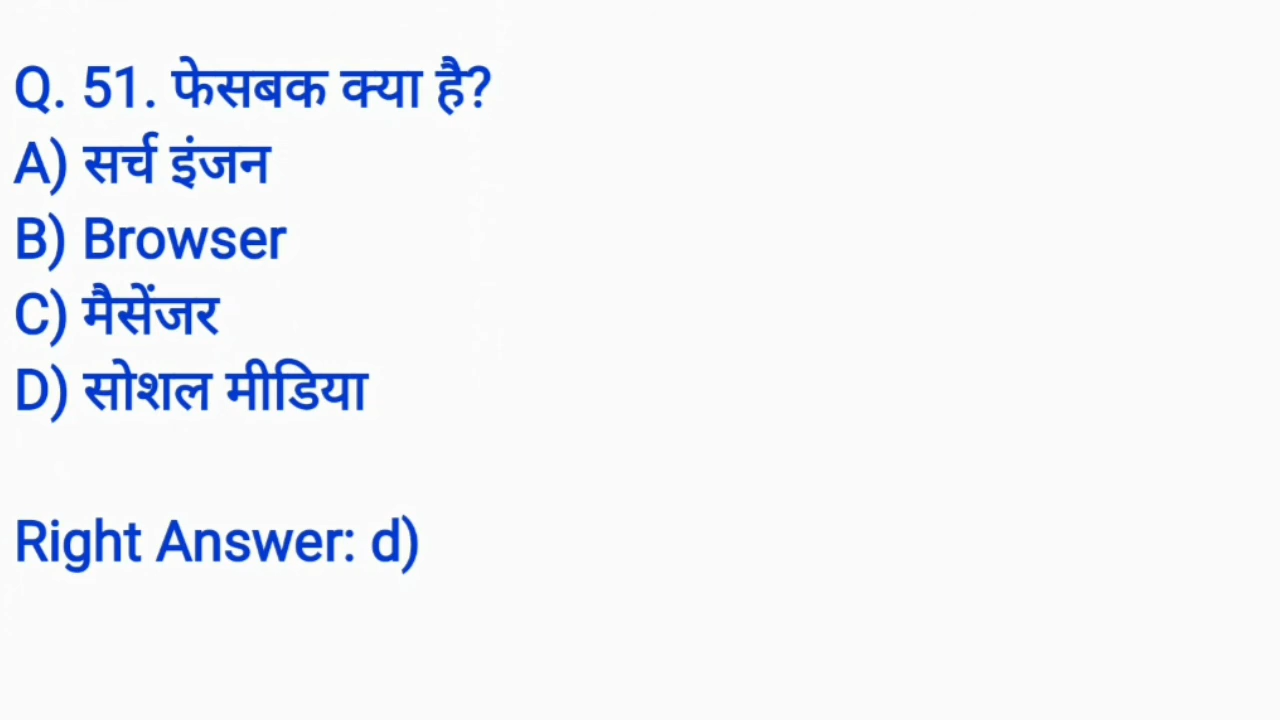 Q. 51. फेसबक क्या है?
A) सर्च इंजन
B) Browser
C) मैसेंजर
D) सोशल मीडिया
Right Answer: d)